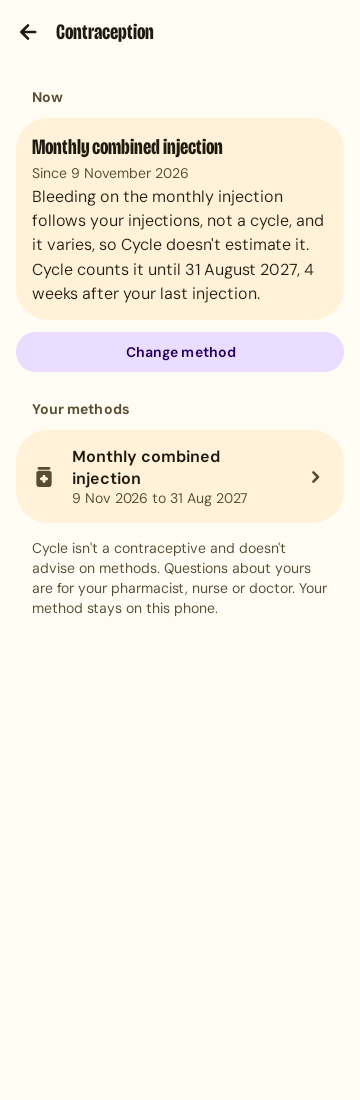 Contraception
Now
Monthly combined injection
Since 9 November 2026
Bleeding on the monthly injection
follows your injections, not a cycle, and
it varies, so Cycle doesn't estimate it.
Cycle counts it until 31 August 2027, 4
weeks after your last injection.
Change method
Your methods
Monthly combined
injection
9 Nov 2026 to 31 Aug 2027
Cycle isn't a contraceptive and doesn't
advise on methods. Questions about yours
are for your pharmacist, nurse or doctor. Your
method stays on this phone.